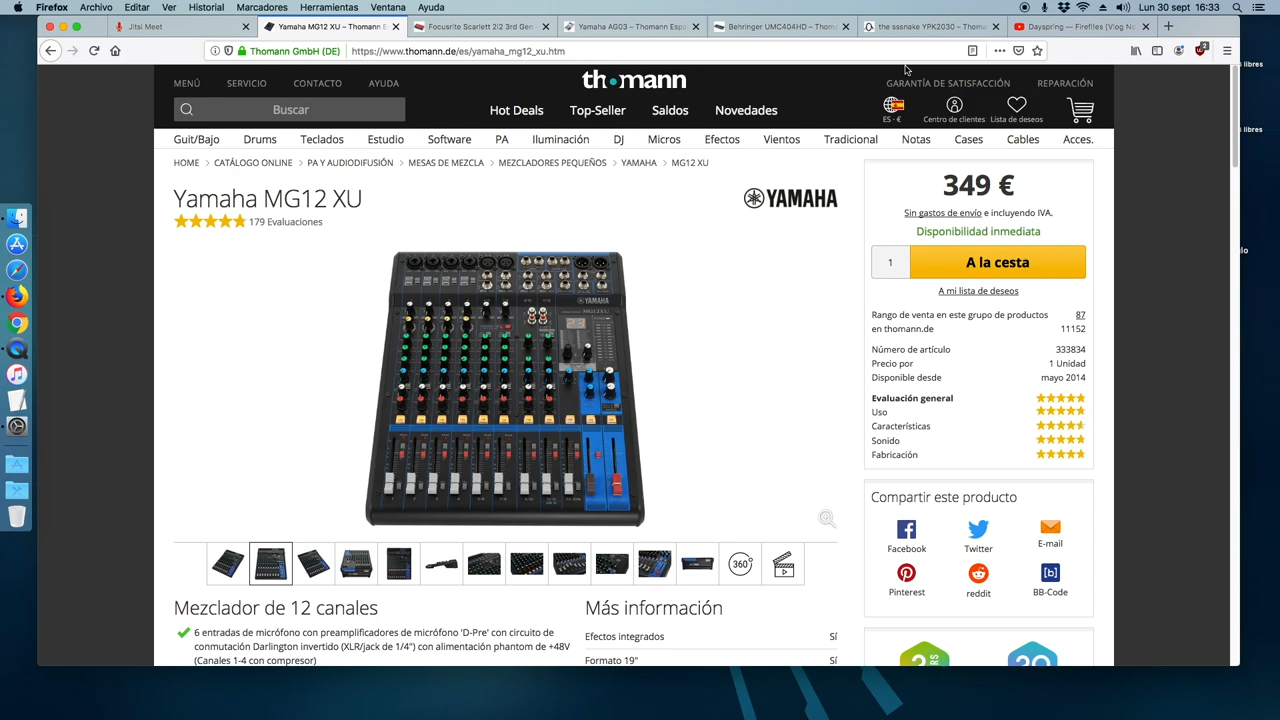 Firefox Archivo Editar Ver Historial Marcadores Herramientas Ventana Ayuda
Lun 9 nov 16:33
Jitsi Meet
Yamaha MG12 XU – Thomann E
Focusrite Scarlett 2i2 3rd Gen
Yamaha AG03 – Thomann Espa
Behringer UMC404HD – Thoma
the sssnake YPK2030 – Thoma
Dayspring — Fireflies [Vlog No
Thomann GmbH (DE)
https://www.thomann.de/es/yamaha_mg12_xu.htm
MENÚ SERVICIO CONTACTO AYUDA
th•mann
GARANTÍA DE SATISFACCIÓN REPARACIÓN
Buscar
Hot Deals Top-Seller Saldos Novedades
ES - € Centro de clientes Lista de deseos
Guit/Bajo Drums Teclados Estudio Software PA Iluminación DJ Micros Efectos Vientos Tradicional Notas Cases Cables Acces.
HOME > CATÁLOGO ONLINE > PA Y AUDIODIFUSIÓN > MESAS DE MEZCLA > MEZCLADORES PEQUEÑOS > YAMAHA > MG12 XU
Yamaha MG12 XU
179 Evaluaciones
YAMAHA
349 €
Sin gastos de envío e incluyendo IVA.
Disponibilidad inmediata
1 A la cesta
A mi lista de deseos
Rango de venta en este grupo de productos 87
en thomann.de 11152
Número de artículo 333834
Precio por 1 Unidad
Disponible desde mayo 2014
Evaluación general
Uso
Características
Sonido
Fabricación
YAMAHA
MG12XU
Compartir este producto
Facebook Twitter E-mail
Pinterest reddit BB-Code
360°
Mezclador de 12 canales
6 entradas de micrófono con preamplificadores de micrófono 'D-Pre' con circuito de
conmutación Darlington invertido (XLR/jack de 1/4") con alimentación phantom de +48V
(Canales 1-4 con compresor)
Más información
Efectos integrados Sí
Formato 19" Sí